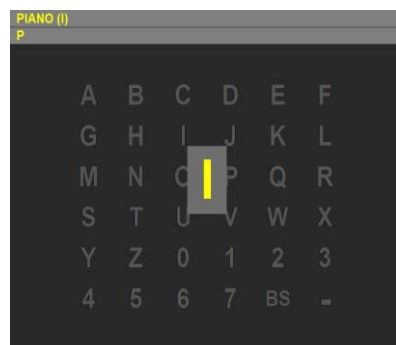 PIANO (I)
P
A B C D E F
G H I J K L
M N O P Q R
S T U V W X
Y Z 0 1 2 3
4 5 6 7 BS -
I